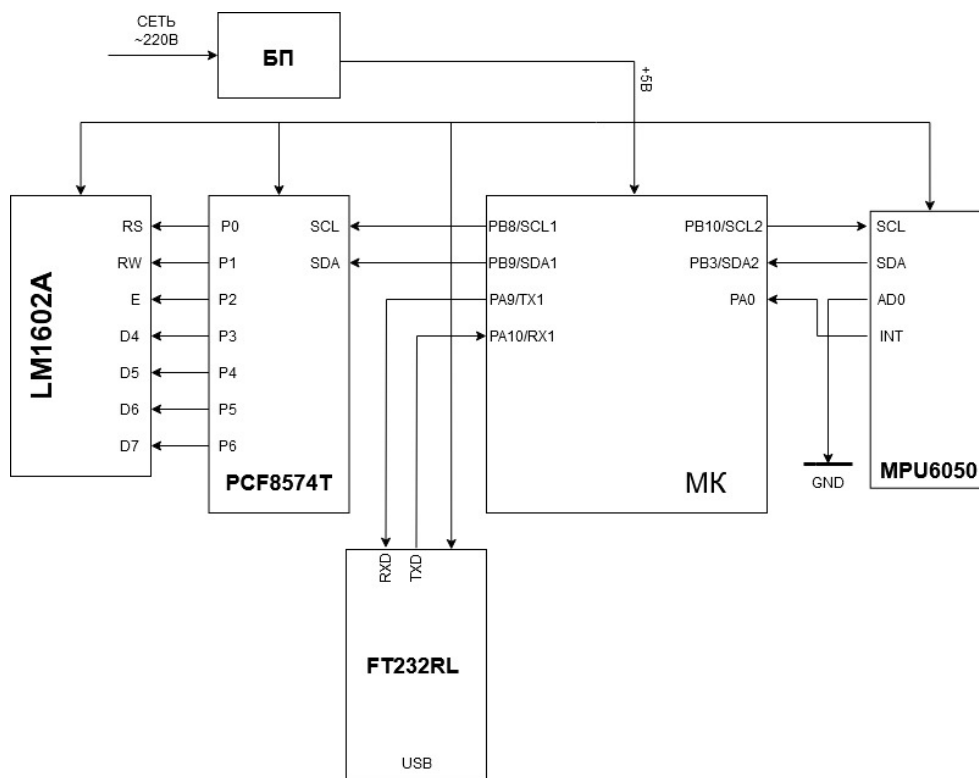 СЕТЬ
~220В
БП
+5В
LM1602A
RS
RW
E
D4
D5
D6
D7
P0
P1
P2
P3
P4
P5
P6
SCL
SDA
PCF8574T
PB8/SCL1
PB9/SDA1
PA9/TX1
PA10/RX1
PB10/SCL2
PB3/SDA2
PA0
МК
SCL
SDA
AD0
INT
MPU6050
GND
RXD
TXD
FT232RL
USB